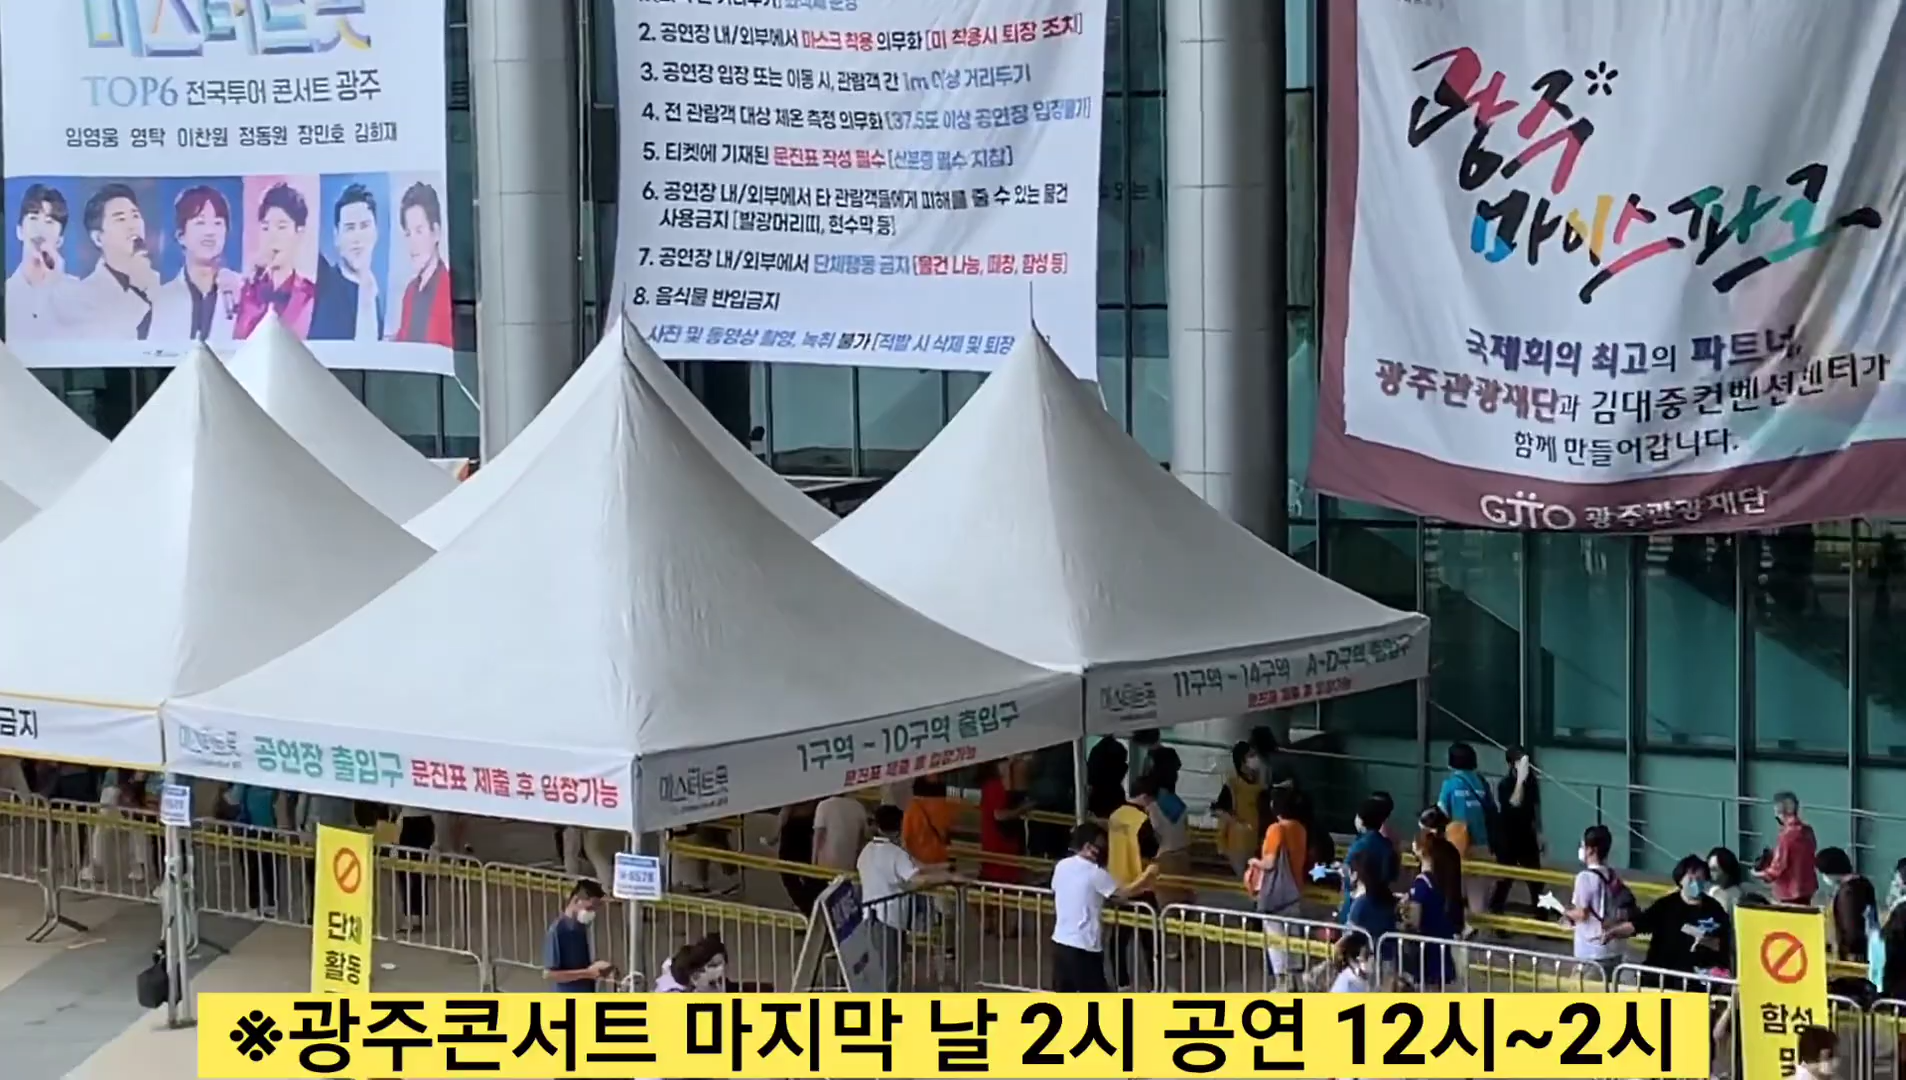 미스터트롯
TOP6 전국투어 콘서트 광주
임영웅 영탁 이찬원 정동원 장민호 김희재
2. 공연장 내/외부에서 마스크 착용 의무화 [미 착용시 퇴장 조치]
3. 공연장 입장 또는 이동 시, 관람객 간 1m 이상 거리두기
4. 전 관람객 대상 체온 측정 의무화 [37.5도 이상 공연장 입장불가]
5. 티켓에 기재된 문진표 작성 필수 [신분증 필수 지참]
6. 공연장 내/외부에서 타 관람객들에게 피해를 줄 수 있는 물건
사용금지 [발광머리띠, 현수막 등]
7. 공연장 내/외부에서 단체행동 금지 [물건 나눔, 떼창, 함성 등]
8. 음식물 반입금지
사진 및 동영상 촬영, 녹취 불가 [적발 시 삭제 및 퇴장
광주*
마이스파크
국제회의 최고의 파트너,
광주관광재단과 김대중컨벤션센터가
함께 만들어갑니다.
GJTO 광주관광재단
금지
미스터트롯 공연장 출입구 문진표 제출 후 입장가능
미스터트롯 1구역 ~ 10구역 출입구
문진표 제출 후 입장가능
미스터트롯 11구역 ~ 14구역 A~D구역 출입구
문진표 제출 후 입장가능
단체
활동
함성
및
※광주콘서트 마지막 날 2시 공연 12시~2시